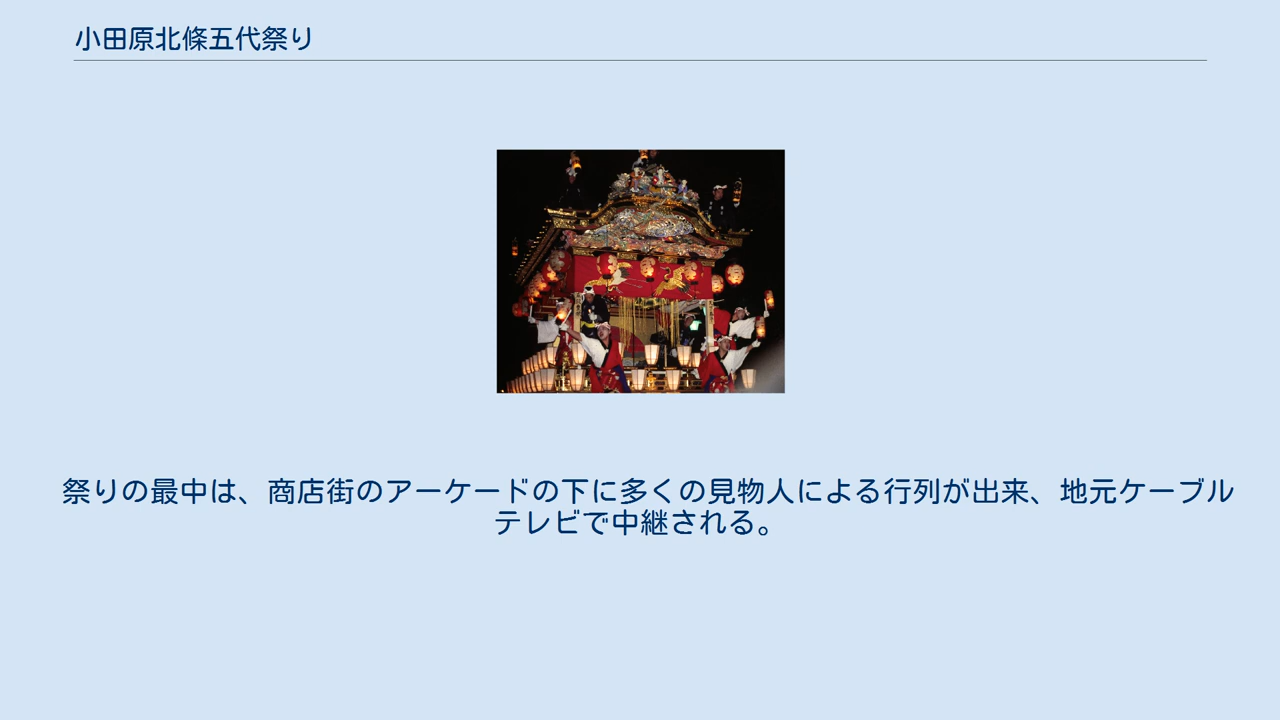 小田原北條五代祭り
祭りの最中は、商店街のアーケードの下に多くの見物人による行列が出来、地元ケーブル
テレビで中継される。